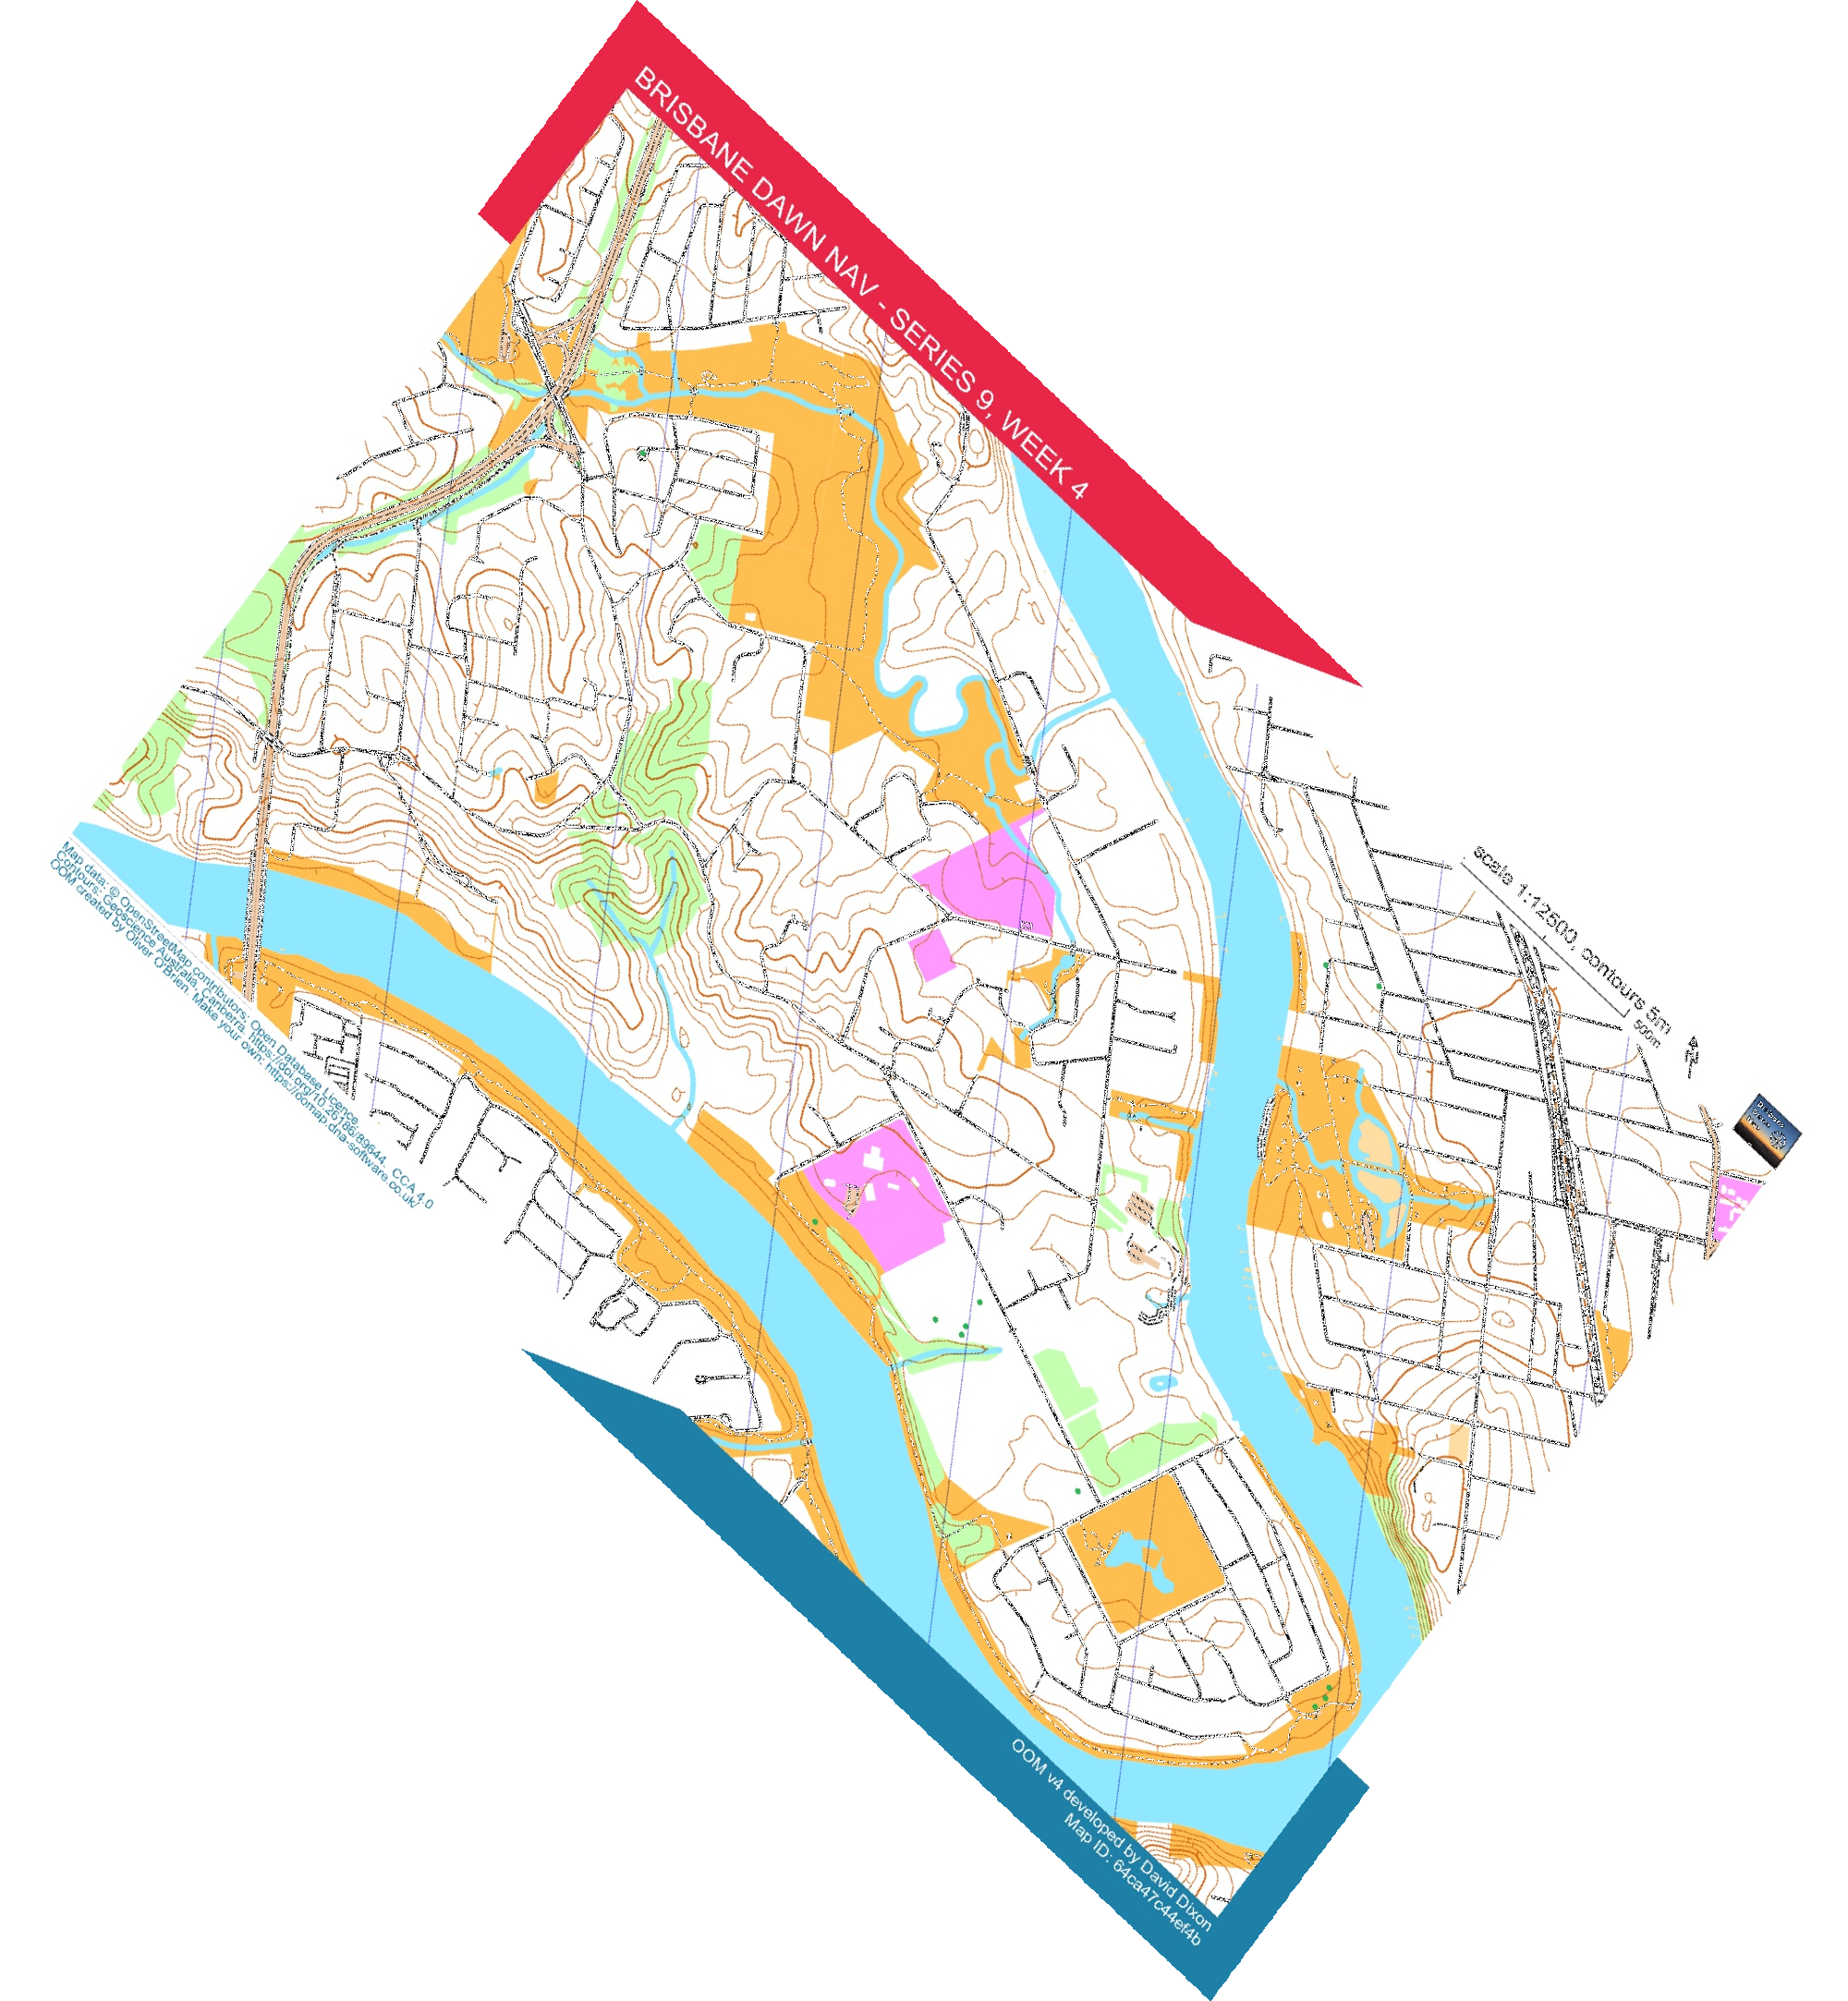 BRISBANE DAWN NAV - SERIES 9, WEEK 4
scale 1:12500, contours 5m
500m
N
Map data: © OpenStreetMap contributors, Open Database Licence.
Contours: Geoscience Australia, Canberra. https://doi.org/10.26186/89644. CCA 4.0
OOM created by Oliver O'Brien. Make your own: https://oomap.dna-software.co.uk/
OOM v4 developed by David Dixon
Map ID: 64ca47c44ef4b